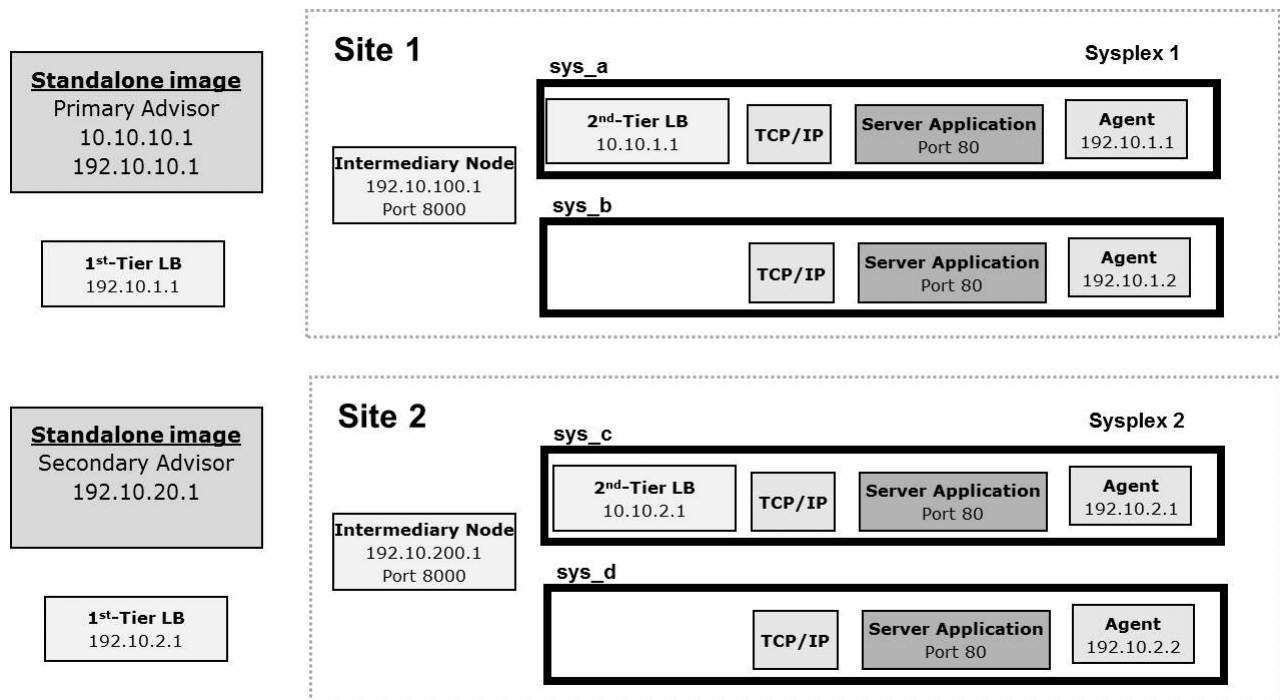 Standalone image
Primary Advisor
10.10.10.1
192.10.10.1
1st-Tier LB
192.10.1.1
Site 1
Sysplex 1
Intermediary Node
192.10.100.1
Port 8000
sys_a
2nd-Tier LB
10.10.1.1
TCP/IP
Server Application
Port 80
Agent
192.10.1.1
sys_b
TCP/IP
Server Application
Port 80
Agent
192.10.1.2
Standalone image
Secondary Advisor
192.10.20.1
1st-Tier LB
192.10.2.1
Site 2
Sysplex 2
Intermediary Node
192.10.200.1
Port 8000
sys_c
2nd-Tier LB
10.10.2.1
TCP/IP
Server Application
Port 80
Agent
192.10.2.1
sys_d
TCP/IP
Server Application
Port 80
Agent
192.10.2.2